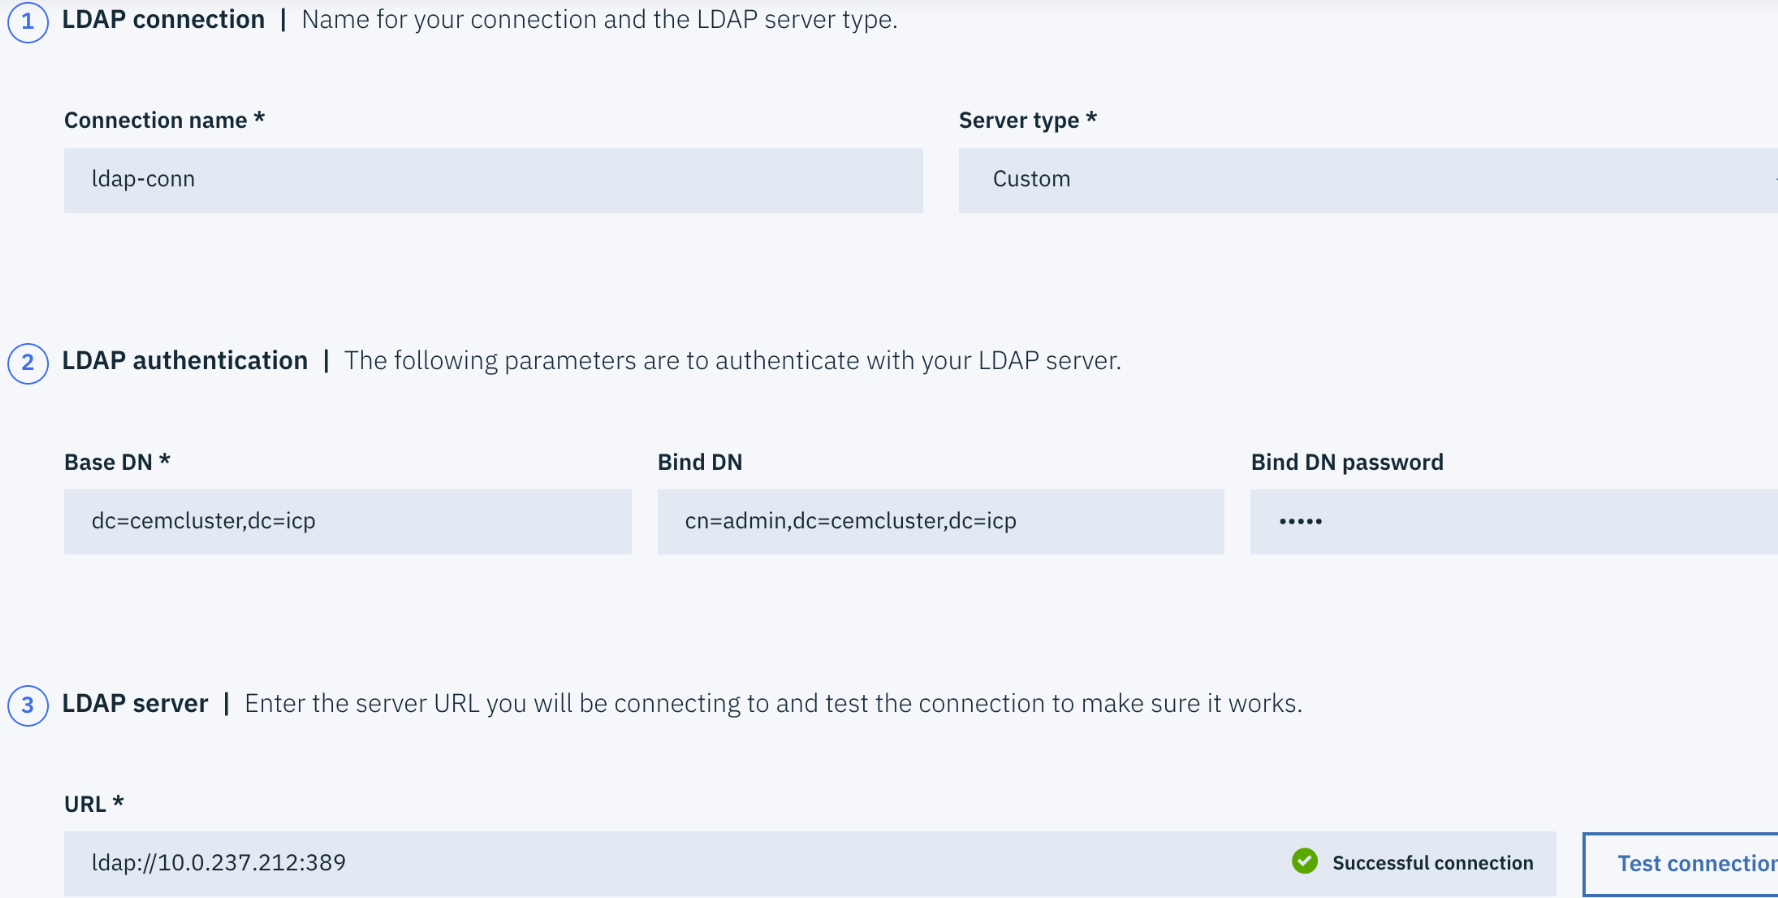 1 LDAP connection | Name for your connection and the LDAP server type.
Connection name * Server type *
ldap-conn Custom
2 LDAP authentication | The following parameters are to authenticate with your LDAP server.
Base DN * Bind DN Bind DN password
dc=cemcluster,dc=icp cn=admin,dc=cemcluster,dc=icp •••••
3 LDAP server | Enter the server URL you will be connecting to and test the connection to make sure it works.
URL *
ldap://10.0.237.212:389 Successful connection Test connection